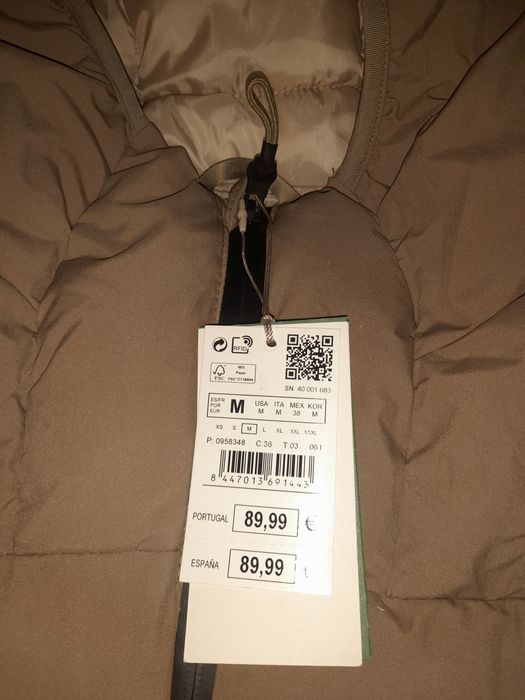 RFID
SN: 40 001 683
FSC
MIX
Paper
ES/FR
POR
EUR
M
USA ITA MEX KOR
M M 38 M
XS S M L XL XXL XXXL
P: 0958348 C:38 T:03 061
8 447013 691443
PORTUGAL 89,99 €
ESPAÑA 89,99